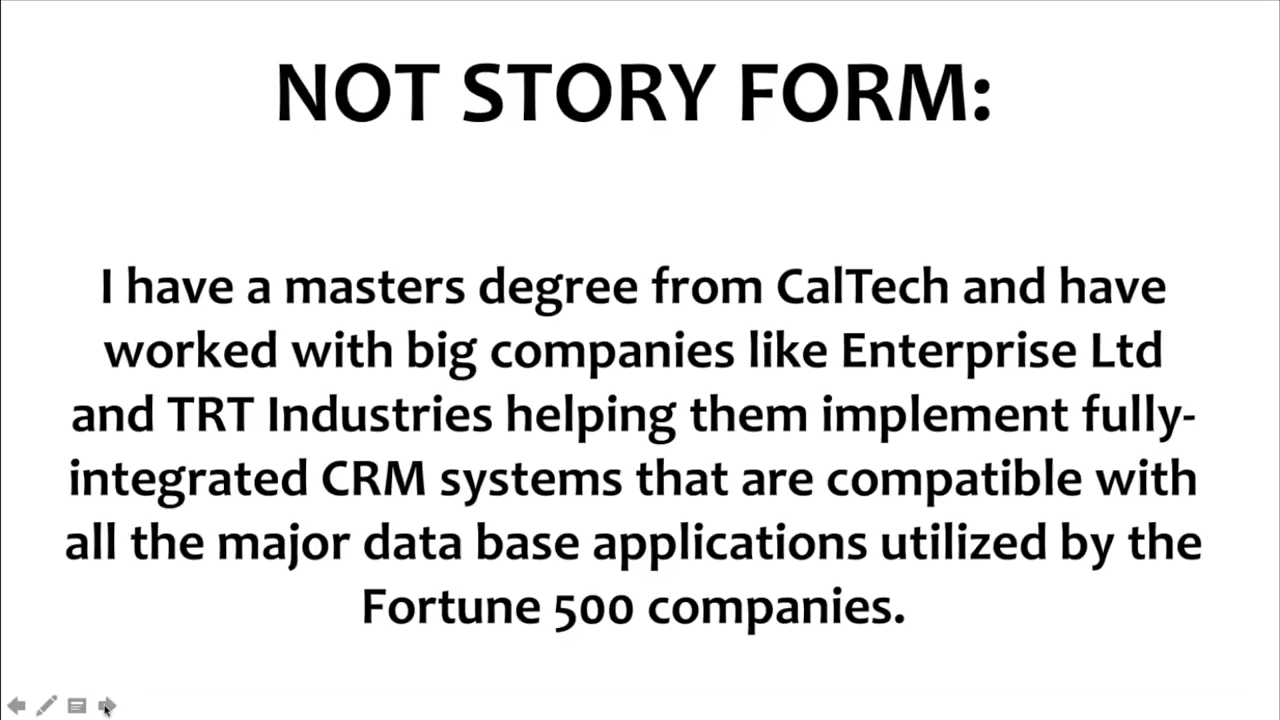 NOT STORY FORM:
I have a masters degree from CalTech and have
worked with big companies like Enterprise Ltd
and TRT Industries helping them implement fully-
integrated CRM systems that are compatible with
all the major data base applications utilized by the
Fortune 500 companies.